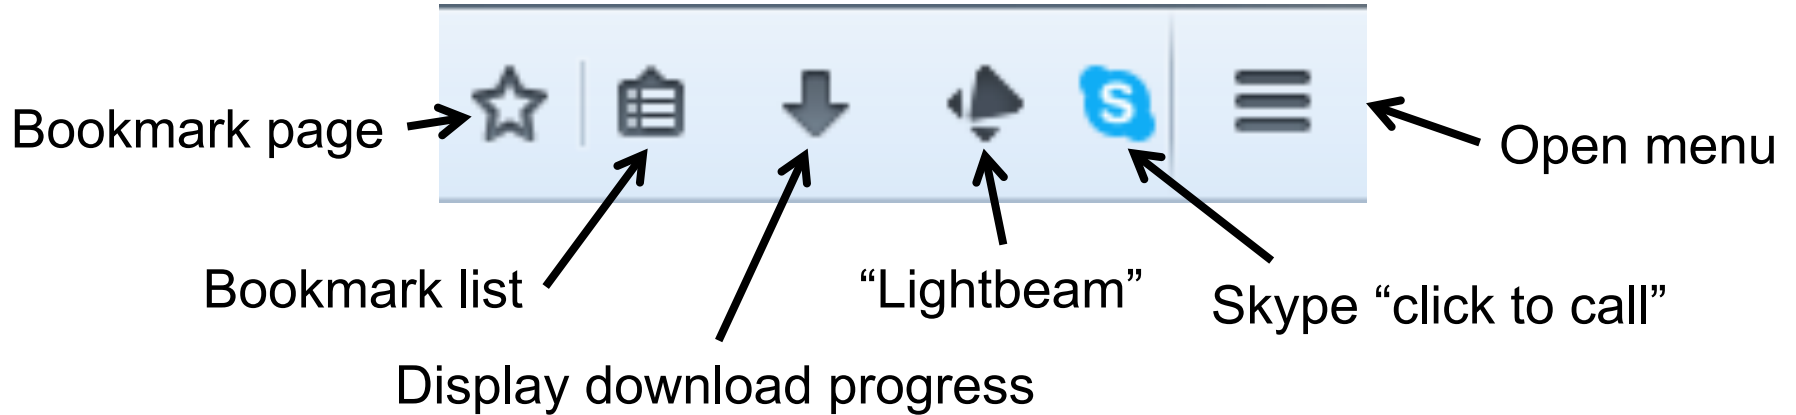 S
Bookmark page
Open menu
Bookmark list
“Lightbeam”
Skype “click to call”
Display download progress